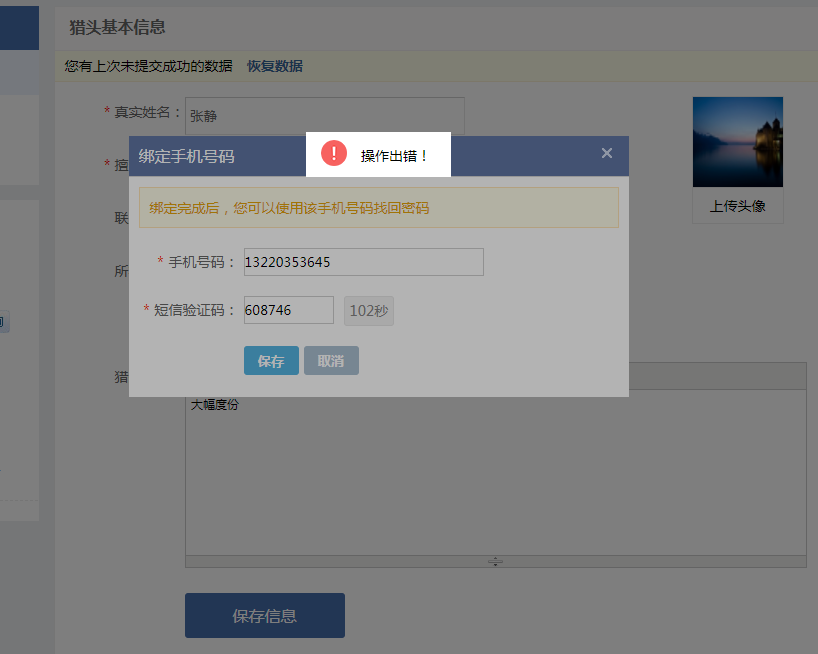 猎头基本信息
您有上次未提交成功的数据 恢复数据
* 真实姓名： 张静
操作出错！
绑定手机号码 ×
* 擅
绑定完成后，您可以使用该手机号码找回密码
上传头像
联
* 手机号码： 13220353645
所
* 短信验证码： 608746 102秒
保存 取消
猎
大幅度份
保存信息